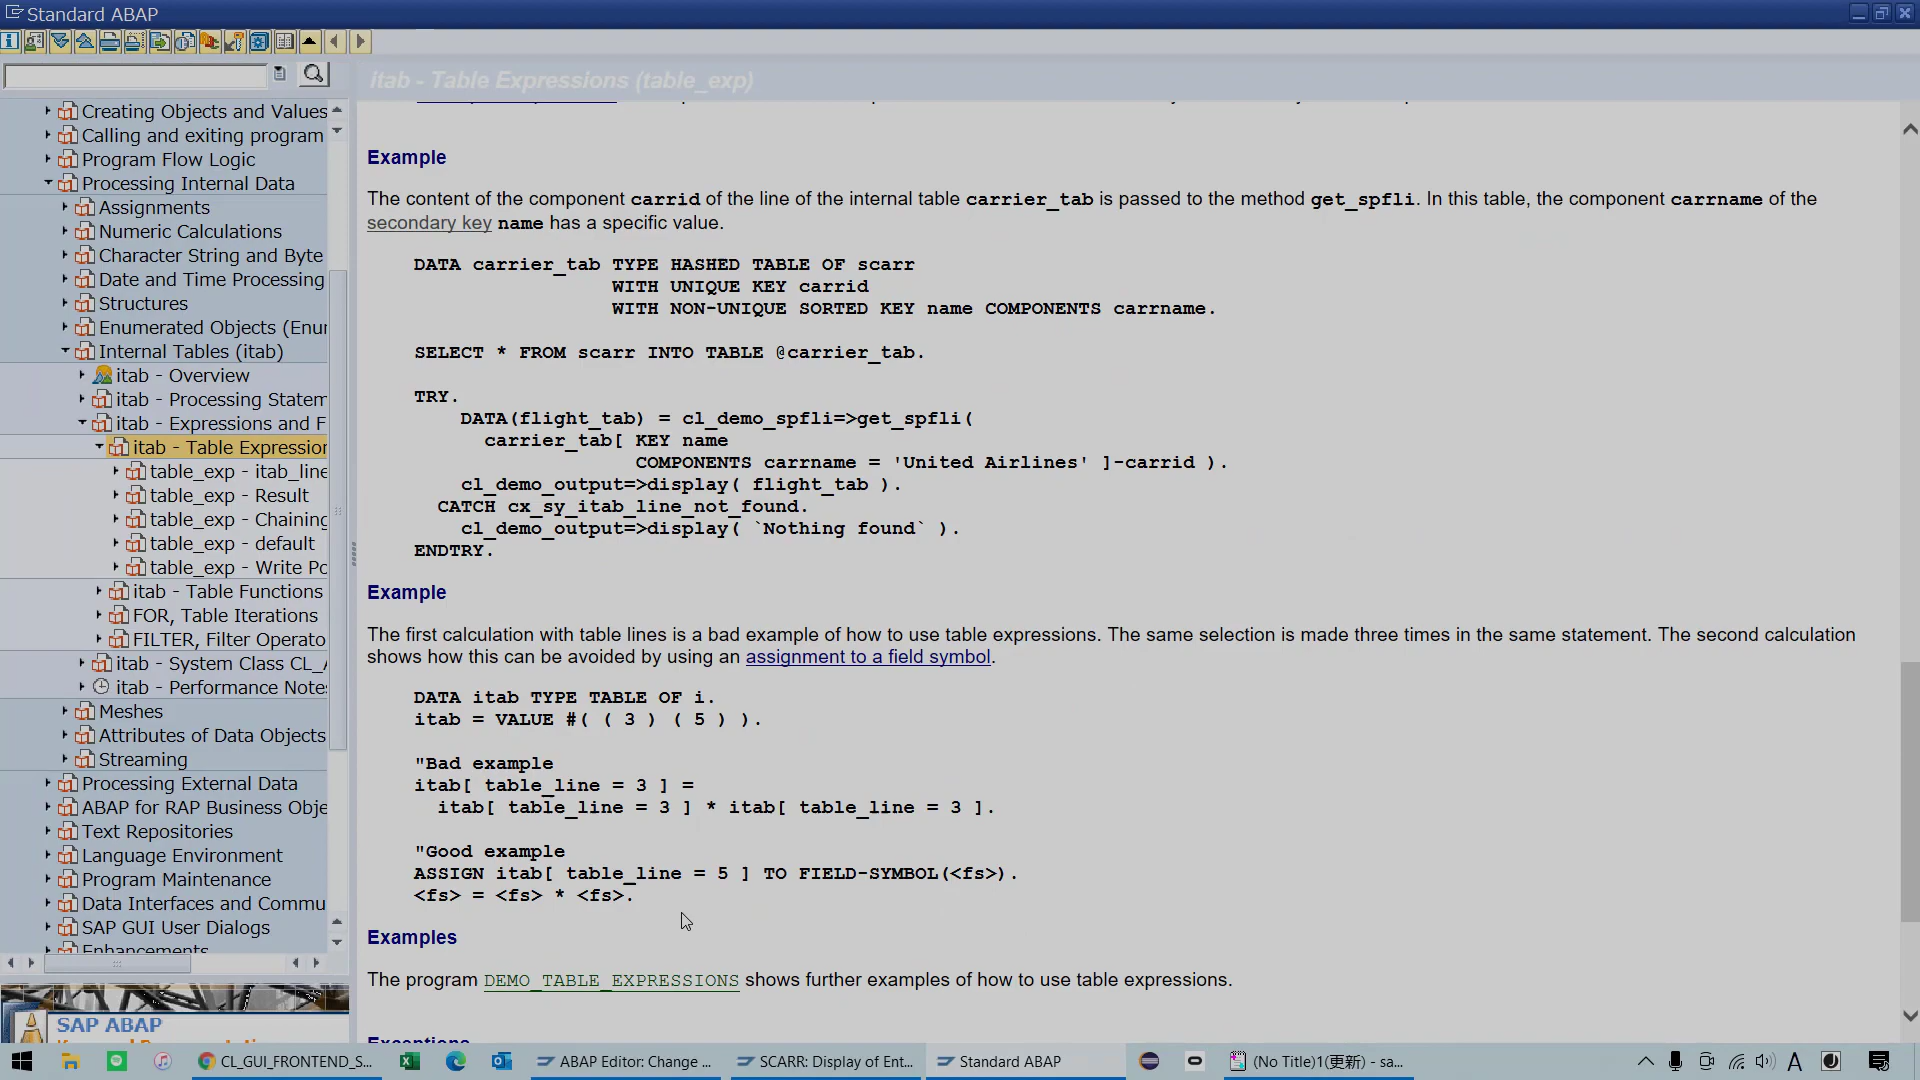 Standard ABAP
itab - Table Expressions (table_exp)
Creating Objects and Values
Calling and exiting program
Program Flow Logic
Processing Internal Data
Assignments
Numeric Calculations
Character String and Byte
Date and Time Processing
Structures
Enumerated Objects (Enur
Internal Tables (itab)
itab - Overview
itab - Processing Statem
itab - Expressions and F
itab - Table Expression
table_exp - itab_line
table_exp - Result
table_exp - Chaining
table_exp - default
table_exp - Write Po
itab - Table Functions
FOR, Table Iterations
FILTER, Filter Operato
itab - System Class CL_
itab - Performance Note
Meshes
Attributes of Data Objects
Streaming
Processing External Data
ABAP for RAP Business Obje
Text Repositories
Language Environment
Program Maintenance
Data Interfaces and Commu
SAP GUI User Dialogs
Enhancements
SAP ABAP
Example
The content of the component carrid of the line of the internal table carrier_tab is passed to the method get_spfli. In this table, the component carrname of the
secondary key name has a specific value.
DATA carrier_tab TYPE HASHED TABLE OF scarr
WITH UNIQUE KEY carrid
WITH NON-UNIQUE SORTED KEY name COMPONENTS carrname.
SELECT * FROM scarr INTO TABLE @carrier_tab.
TRY.
DATA(flight_tab) = cl_demo_spfli=>get_spfli(
carrier_tab[ KEY name
COMPONENTS carrname = 'United Airlines' ]-carrid ).
cl_demo_output=>display( flight_tab ).
CATCH cx_sy_itab_line_not_found.
cl_demo_output=>display( `Nothing found` ).
ENDTRY.
Example
The first calculation with table lines is a bad example of how to use table expressions. The same selection is made three times in the same statement. The second calculation
shows how this can be avoided by using an assignment to a field symbol.
DATA itab TYPE TABLE OF i.
itab = VALUE #( ( 3 ) ( 5 ) ).
"Bad example
itab[ table_line = 3 ] =
itab[ table_line = 3 ] * itab[ table_line = 3 ].
"Good example
ASSIGN itab[ table_line = 5 ] TO FIELD-SYMBOL(<fs>).
<fs> = <fs> * <fs>.
Examples
The program DEMO_TABLE_EXPRESSIONS shows further examples of how to use table expressions.
Exceptions
CL_GUI_FRONTEND_S...
ABAP Editor: Change ...
SCARR: Display of Ent...
Standard ABAP
(No Title)1(更新) - sa...
A